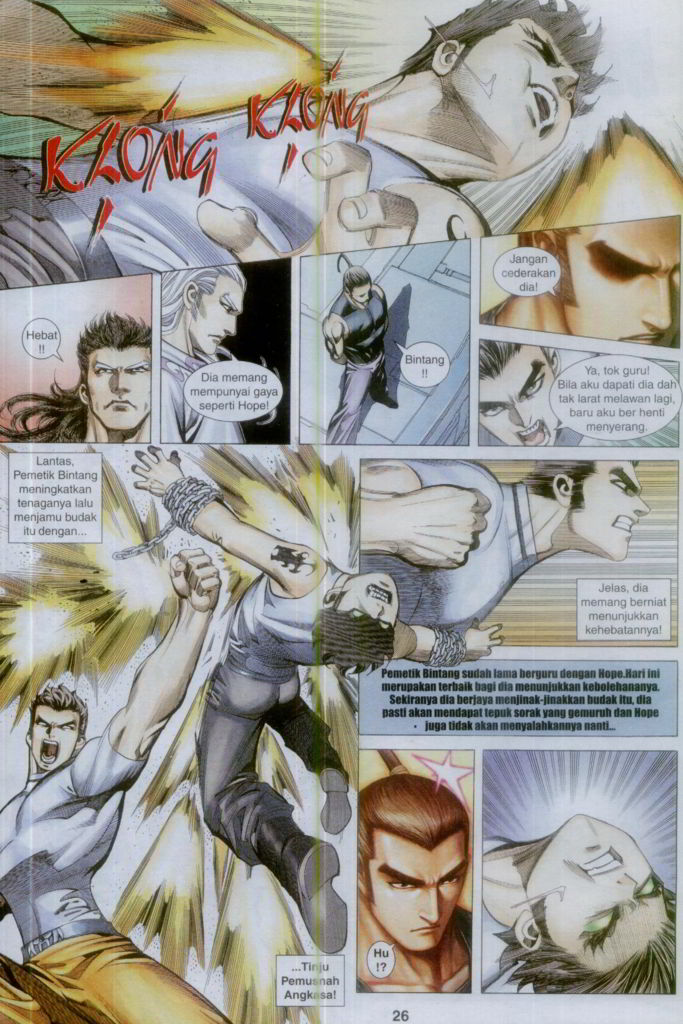 KLONG
KLONG
Hebat
!!
Dia memang
mempunyai gaya
seperti Hope!
Bintang
!!
Jangan
cederakan
dia!
Ya, tok guru!
Bila aku dapati dia dah
tak larat melawan lagi,
baru aku ber henti
menyerang.
Lantas,
Pemetik Bintang
meningkatkan
tenaganya lalu
menjamu budak
itu dengan...
Jelas, dia
memang berniat
menunjukkan
kehebatannya!
Pemetik Bintang sudah lama berguru dengan Hope.Hari ini
merupakan terbaik bagi dia menunjukkan kebolehananya.
Sekiranya dia berjaya menjinak-jinakkan budak itu, dia
pasti akan mendapat tepuk sorak yang gemuruh dan Hope
juga tidak akan menyalahkannya nanti...
Hu
!?
...Tinju
Pemusnah
Angkasa!
26